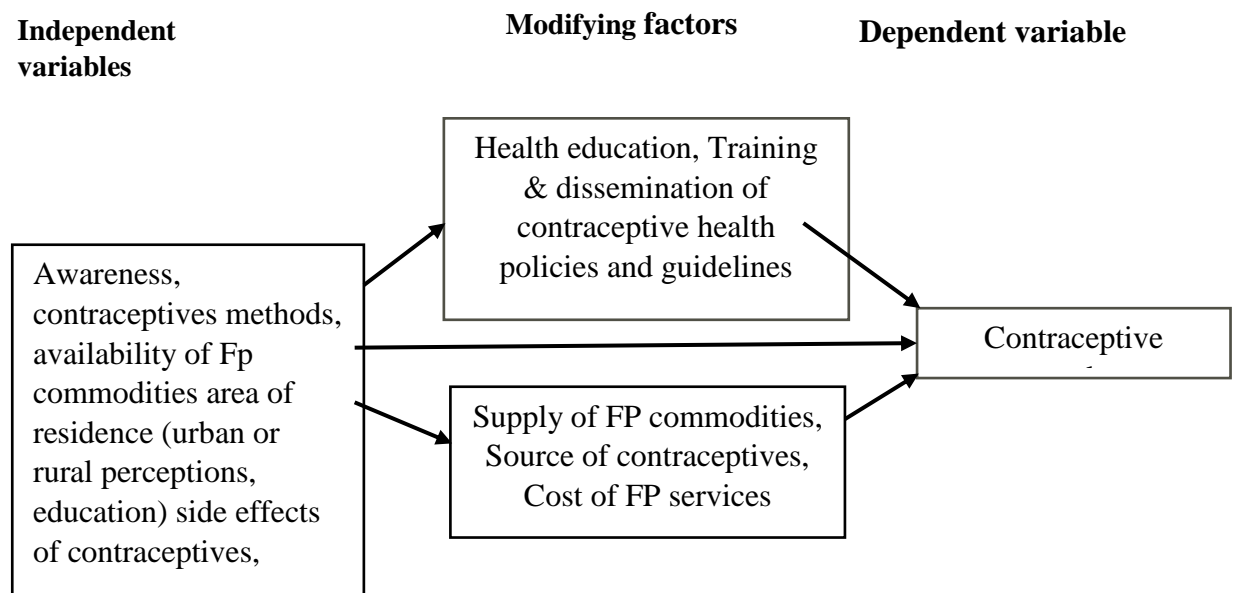 Independent
variables
Modifying factors
Dependent variable
Health education, Training
& dissemination of
contraceptive health
policies and guidelines
Awareness,
contraceptives methods,
availability of Fp
commodities area of
residence (urban or
rural perceptions,
education) side effects
of contraceptives,
Contraceptive
Supply of FP commodities,
Source of contraceptives,
Cost of FP services